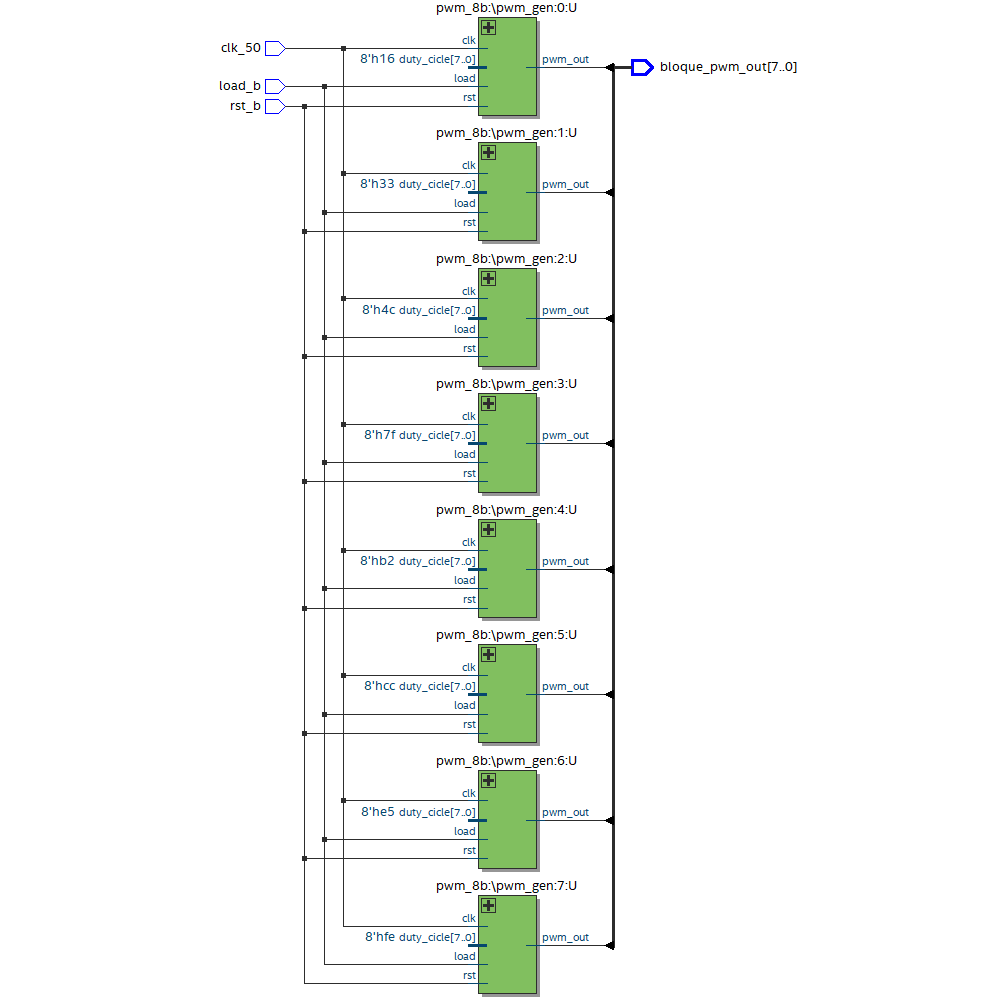 pwm_8b:\pwm_gen:0:U
clk_50
clk
8'h16 duty_cicle[7..0]
pwm_out
bloque_pwm_out[7..0]
load_b
load
rst_b
rst
pwm_8b:\pwm_gen:1:U
clk
8'h33 duty_cicle[7..0]
pwm_out
load
rst
pwm_8b:\pwm_gen:2:U
clk
8'h4c duty_cicle[7..0]
pwm_out
load
rst
pwm_8b:\pwm_gen:3:U
clk
8'h7f duty_cicle[7..0]
pwm_out
load
rst
pwm_8b:\pwm_gen:4:U
clk
8'hb2 duty_cicle[7..0]
pwm_out
load
rst
pwm_8b:\pwm_gen:5:U
clk
8'hcc duty_cicle[7..0]
pwm_out
load
rst
pwm_8b:\pwm_gen:6:U
clk
8'he5 duty_cicle[7..0]
pwm_out
load
rst
pwm_8b:\pwm_gen:7:U
clk
8'hfe duty_cicle[7..0]
pwm_out
load
rst